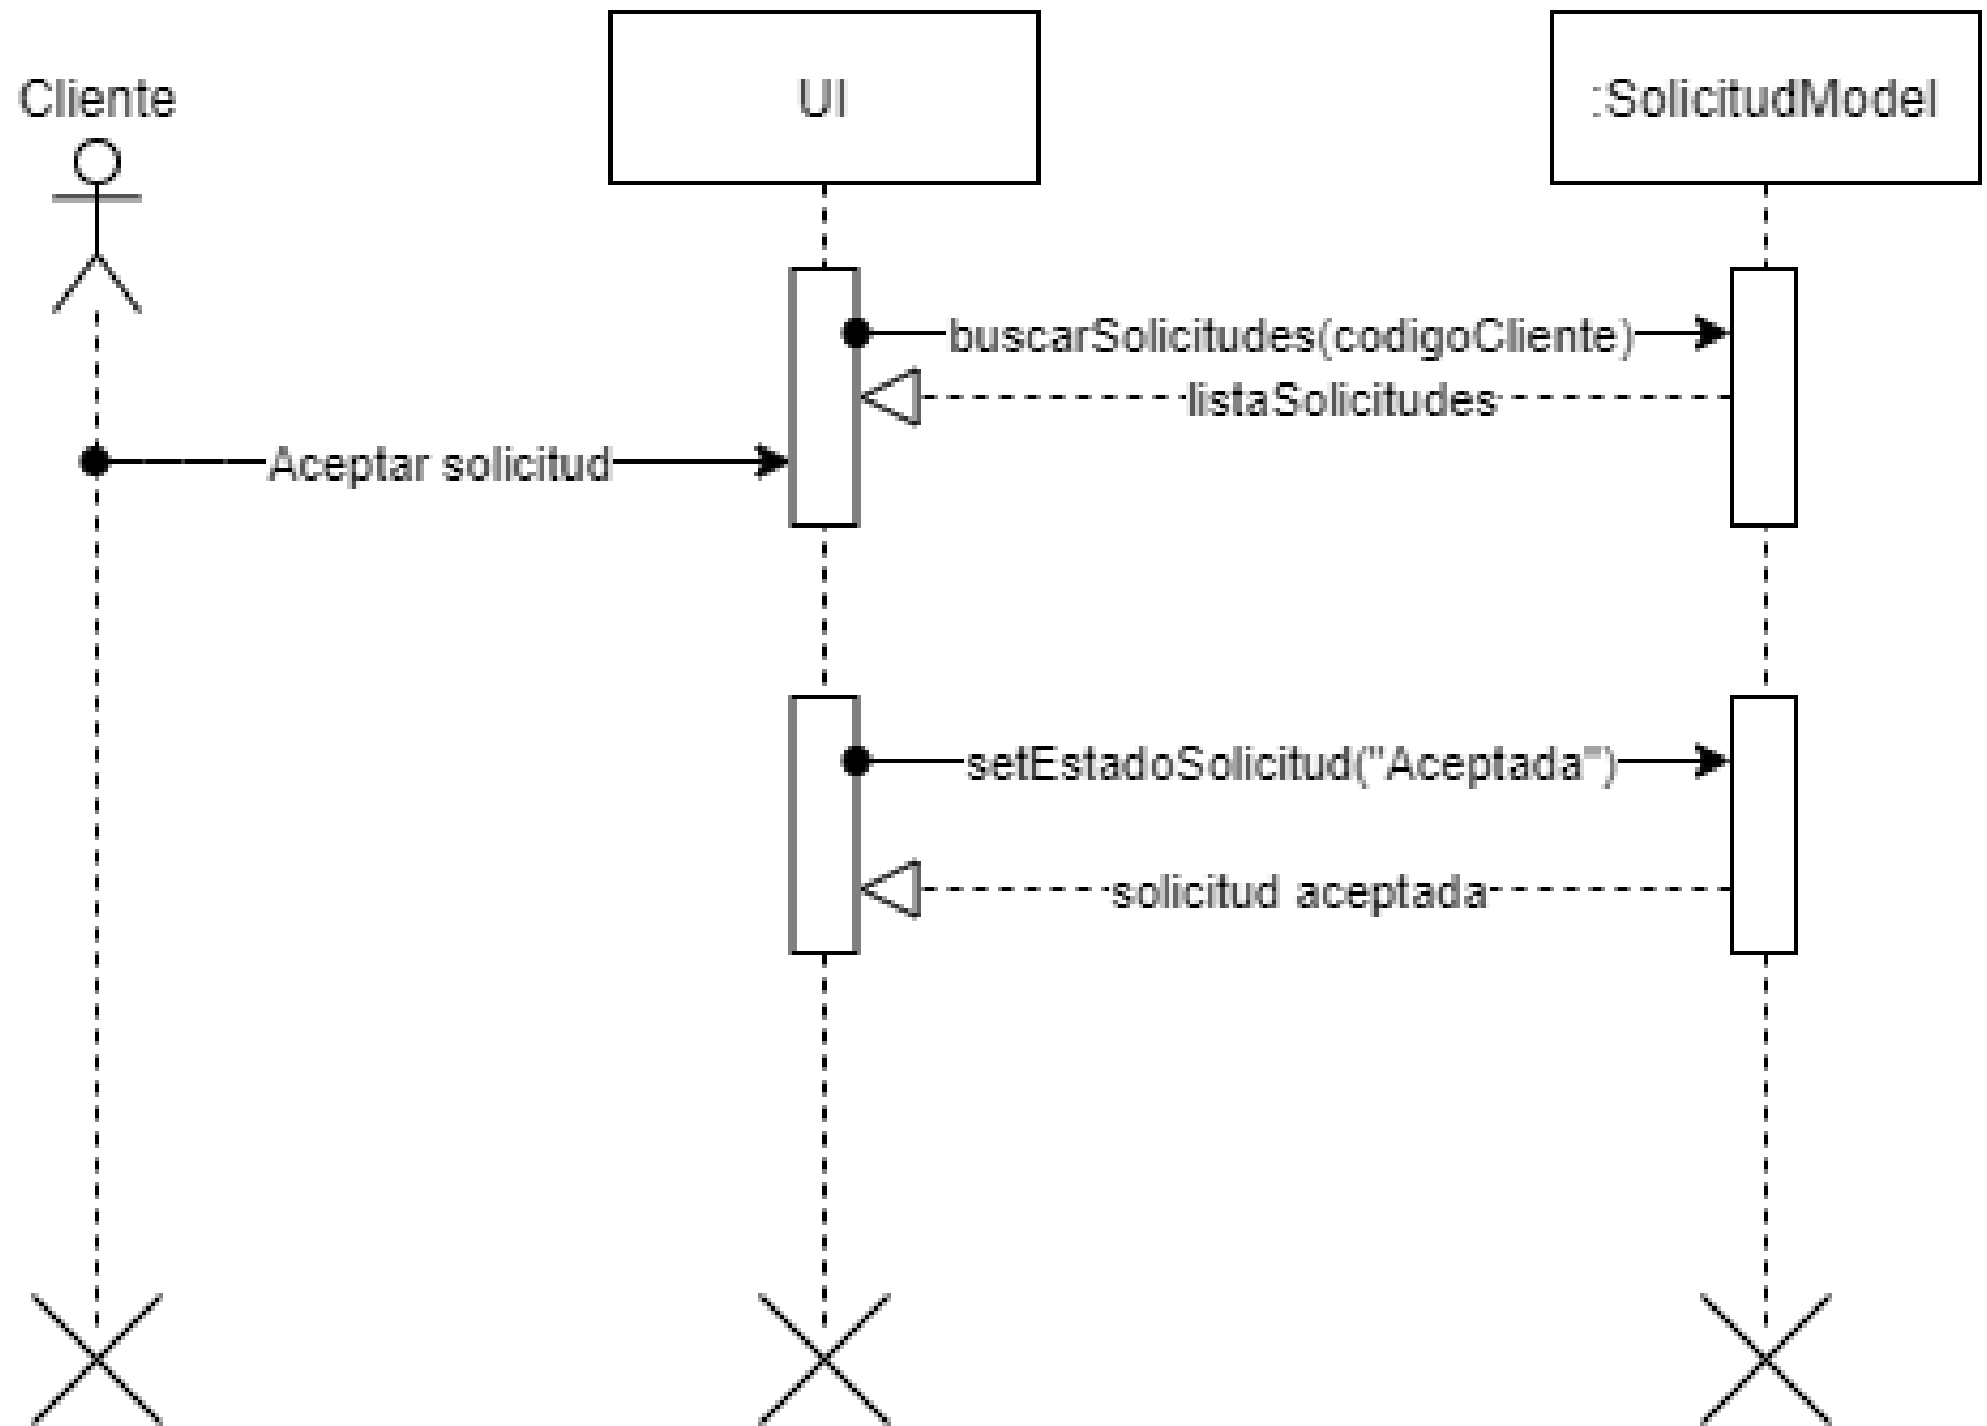 Cliente
UI
:SolicitudModel
buscarSolicitudes(codigoCliente)
listaSolicitudes
Aceptar solicitud
setEstadoSolicitud("Aceptada")
solicitud aceptada